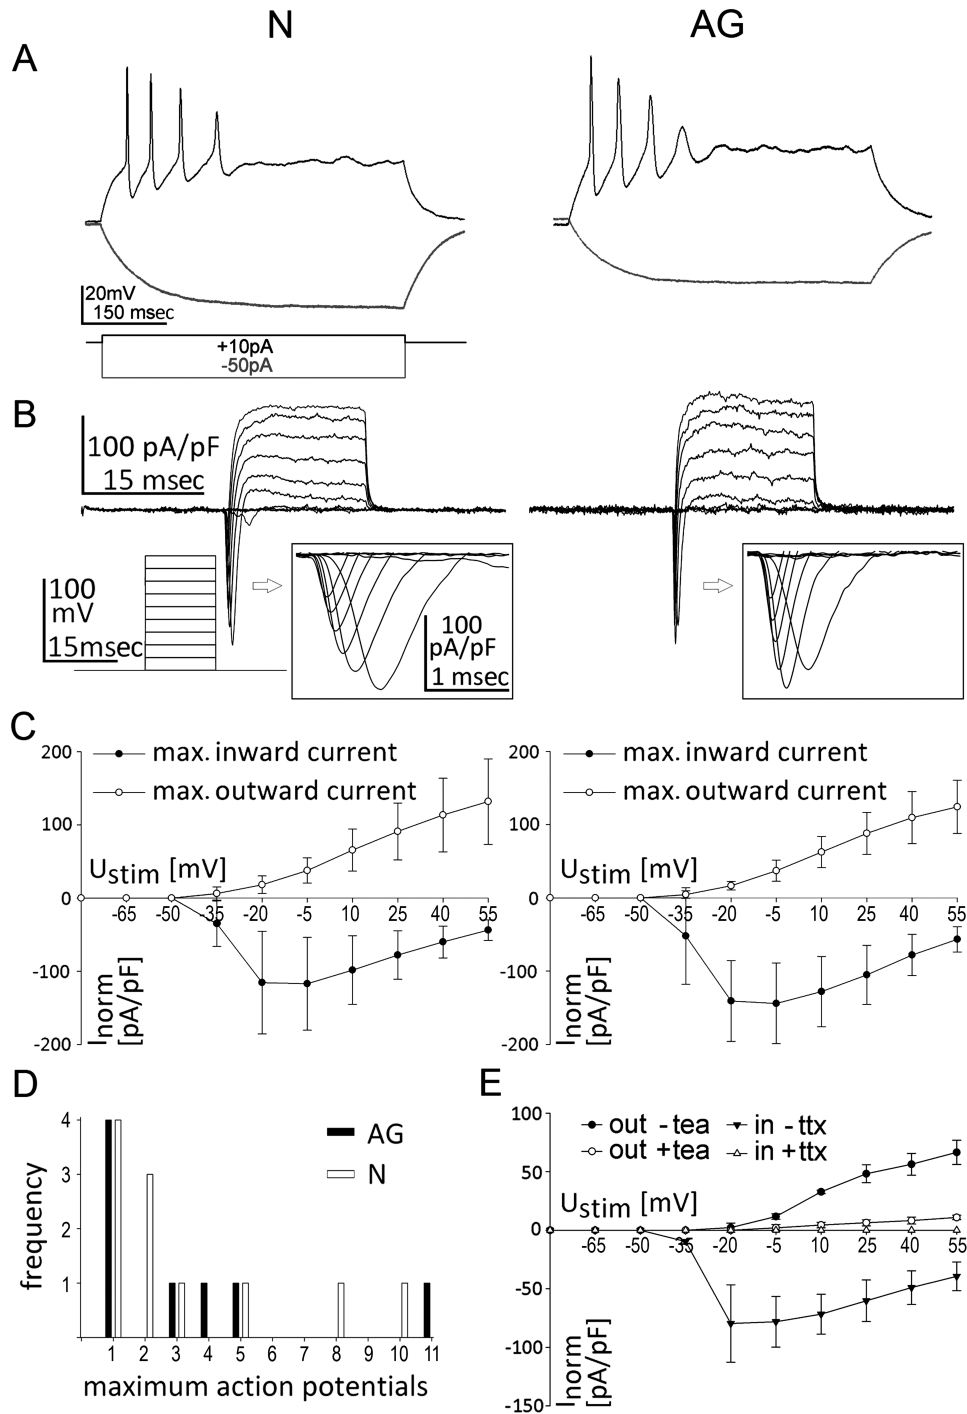 N AG
A
20mV
150 msec
+10pA
-50pA
B
100 pA/pF
15 msec
100
mV
15msec
100
pA/pF
1 msec
C
200
100
0
-100
-200
max. inward current
max. outward current
Ustim [mV]
-65 -50 -35 -20 -5 10 25 40 55
Inorm
[pA/pF]
200
100
0
-100
-200
max. inward current
max. outward current
Ustim [mV]
-65 -50 -35 -20 -5 10 25 40 55
Inorm
[pA/pF]
D
frequency
4
3
2
1
AG
N
1 2 3 4 5 6 7 8 9 10 11
maximum action potentials
E
100
50
0
-50
-100
-150
out - tea in - ttx
out + tea in + ttx
Ustim [mV]
-65 -50 -35 -20 -5 10 25 40 55
Inorm
[pA/pF]